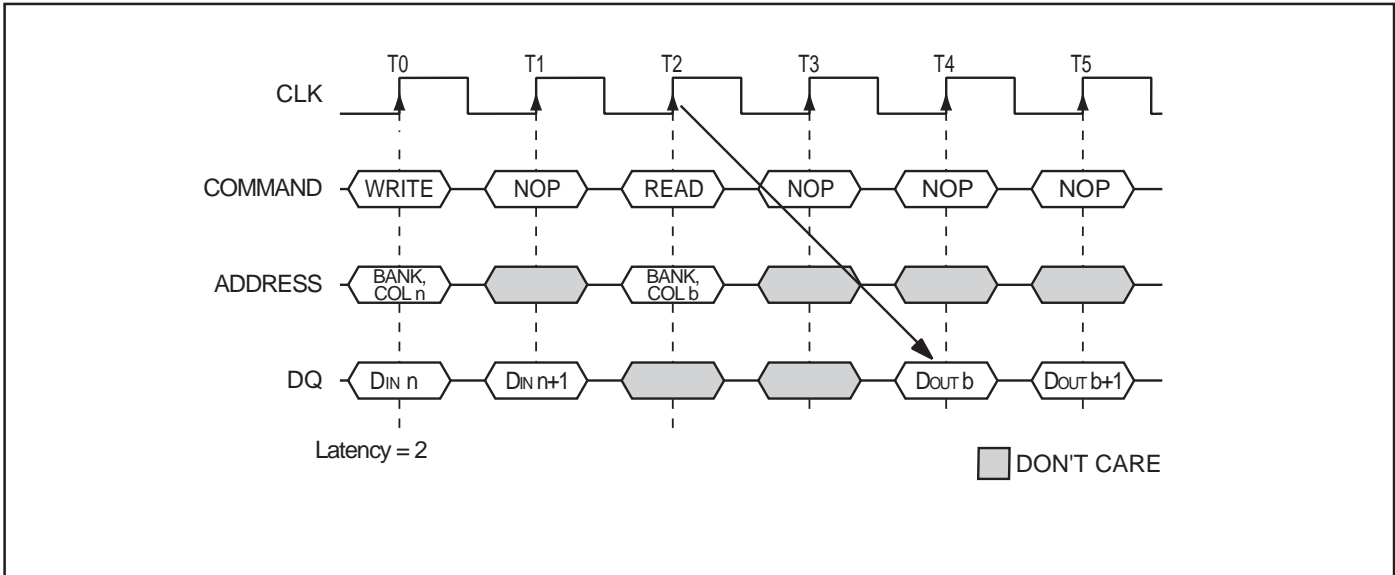 T0 T1 T2 T3 T4 T5
CLK
COMMAND WRITE NOP READ NOP NOP NOP
ADDRESS BANK, COL n BANK, COL b
DQ DIN n DIN n+1 DOUT b DOUT b+1
Latency = 2
DON'T CARE